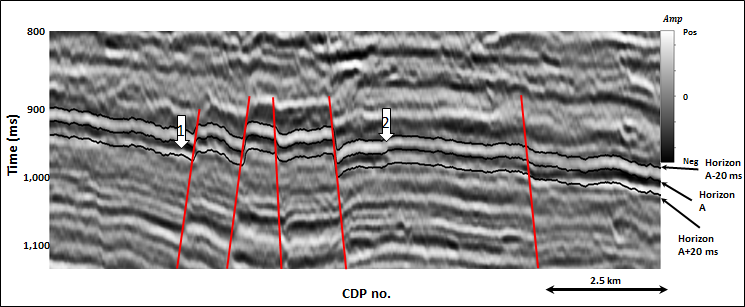 Amp
800
Pos
0
900
1
2
Time (ms)
Neg
Horizon
A-20 ms
1,000
Horizon
A
Horizon
A+20 ms
1,100
2.5 km
CDP no.